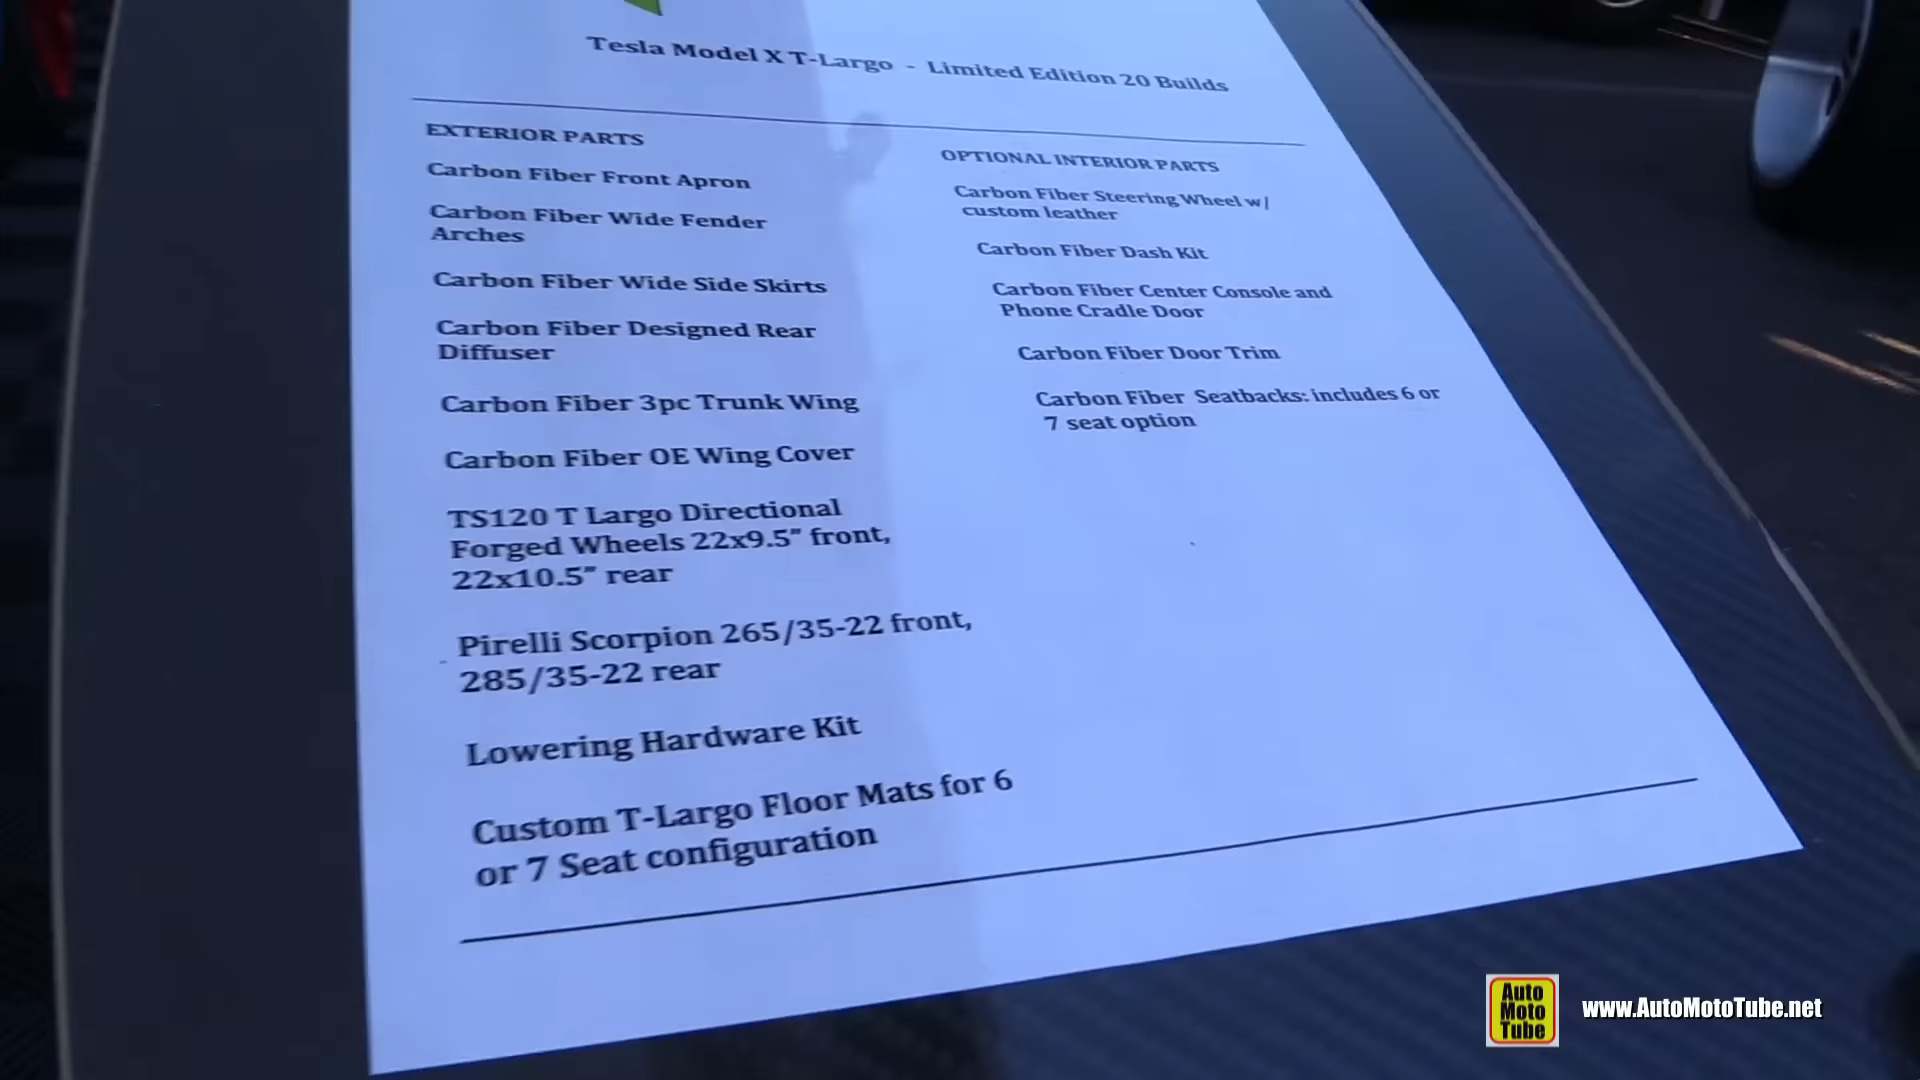 Tesla Model X T-Largo - Limited Edition 20 Builds
EXTERIOR PARTS
Carbon Fiber Front Apron
Carbon Fiber Wide Fender
Arches
Carbon Fiber Wide Side Skirts
Carbon Fiber Designed Rear
Diffuser
Carbon Fiber 3pc Trunk Wing
Carbon Fiber OE Wing Cover
TS120 T Largo Directional
Forged Wheels 22x9.5” front,
22x10.5” rear
Pirelli Scorpion 265/35-22 front,
285/35-22 rear
Lowering Hardware Kit
Custom T-Largo Floor Mats for 6
or 7 Seat configuration
OPTIONAL INTERIOR PARTS
Carbon Fiber Steering Wheel w/
custom leather
Carbon Fiber Dash Kit
Carbon Fiber Center Console and
Phone Cradle Door
Carbon Fiber Door Trim
Carbon Fiber Seatbacks: includes 6 or
7 seat option
Auto
Moto
Tube
www.AutoMotoTube.net